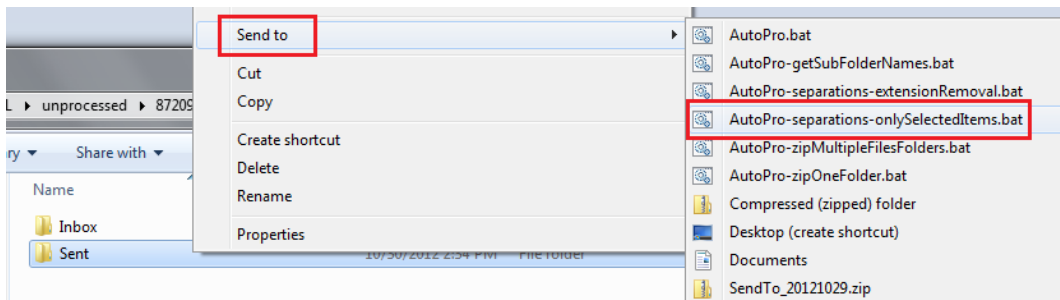 Send to
Cut
Copy
Create shortcut
Delete
Rename
Properties
AutoPro.bat
AutoPro-getSubFolderNames.bat
AutoPro-separations-extensionRemoval.bat
AutoPro-separations-onlySelectedItems.bat
AutoPro-zipMultipleFilesFolders.bat
AutoPro-zipOneFolder.bat
Compressed (zipped) folder
Desktop (create shortcut)
Documents
SendTo_20121029.zip
L unprocessed 87209
ry Share with
Name
Inbox
Sent 10/30/2012 2:54 PM File folder